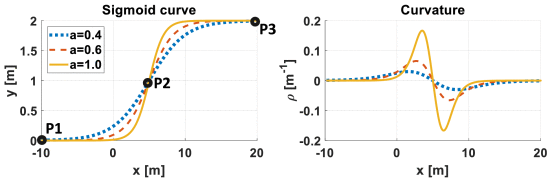 Sigmoid curve
2
1.5
1
0.5
0
y [m]
a=0.4
a=0.6
a=1.0
P1
P2
P3
-10
0
10
20
x [m]
Curvature
0.2
0.1
0
-0.1
-0.2
ρ [m⁻¹]
-10
0
10
20
x [m]